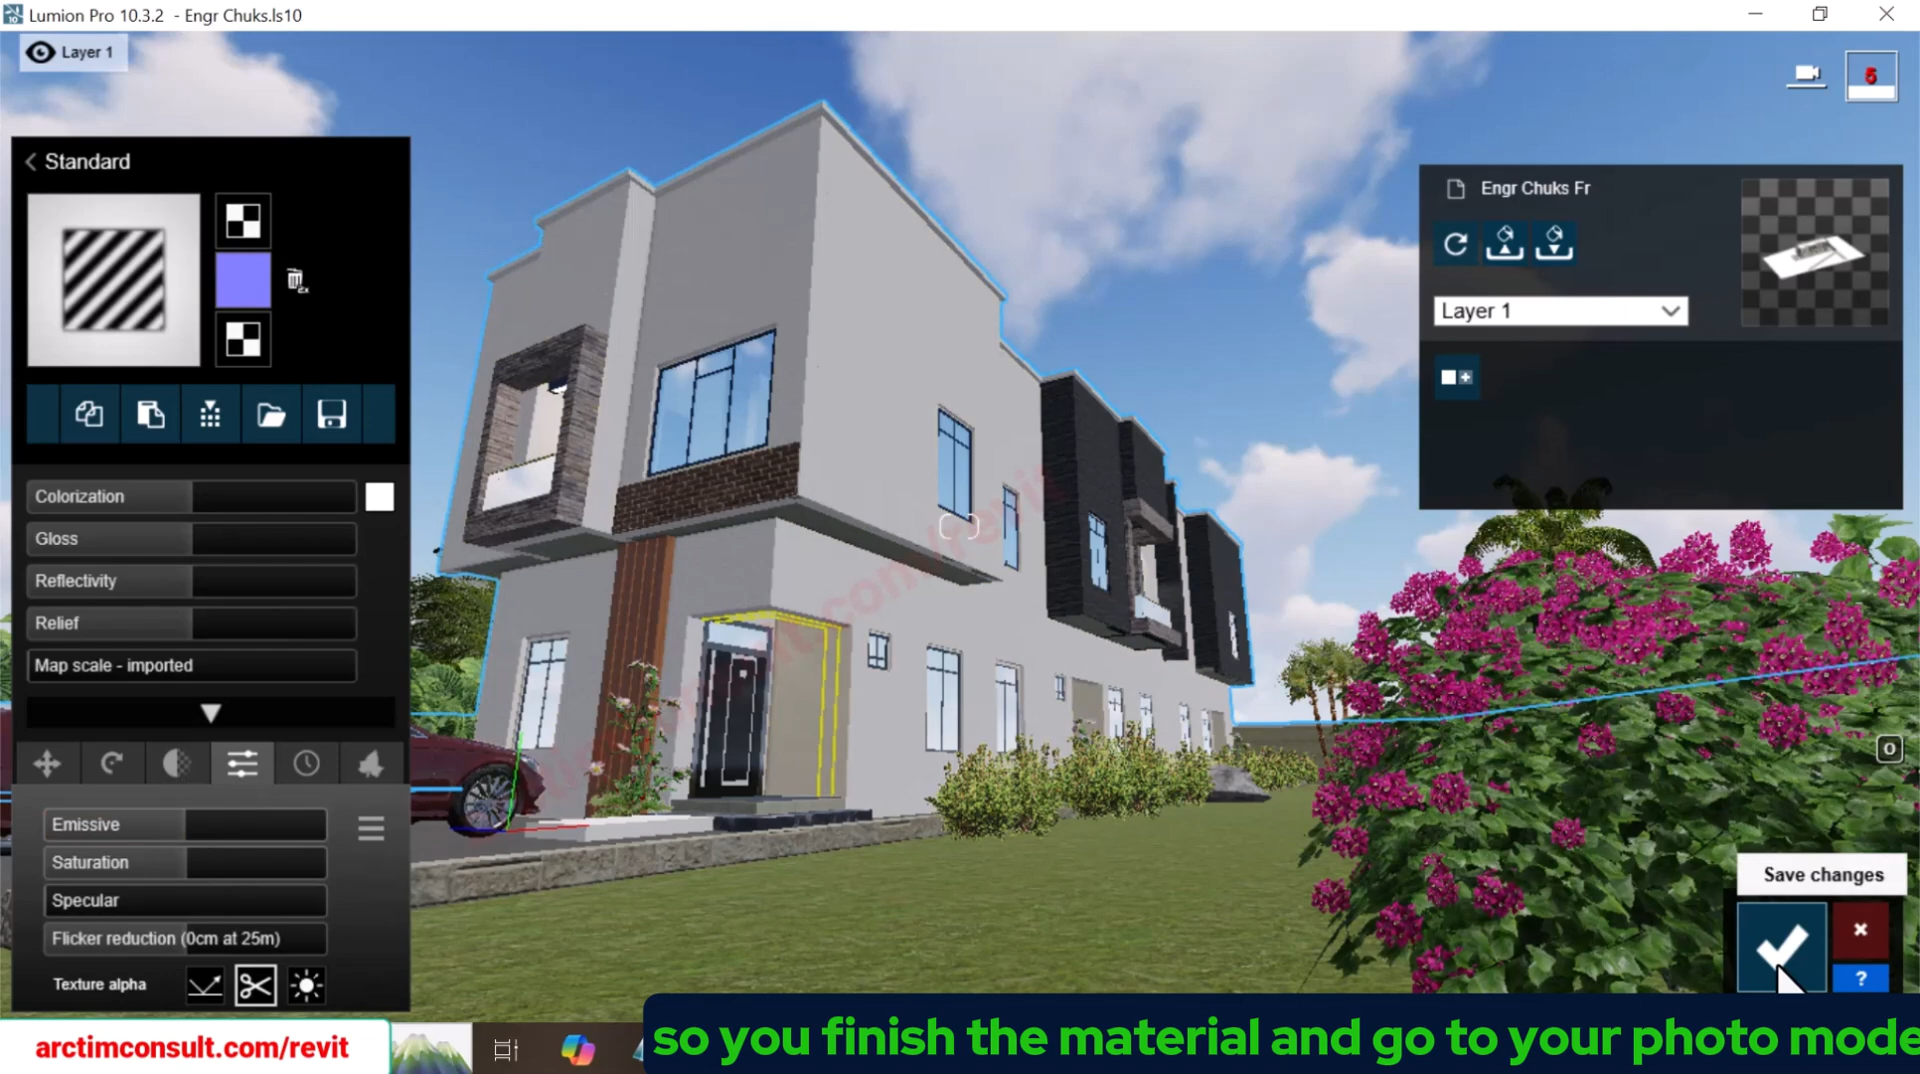 Lumion Pro 10.3.2 - Engr Chuks.ls10
Layer 1
5
Standard
Engr Chuks Fr
Layer 1
Colorization
Gloss
Reflectivity
Relief
Map scale - imported
Emissive
Saturation
Specular
Flicker reduction (0cm at 25m)
Texture alpha
O
Save changes
?
arctimconsult.com/revit
so you finish the material and go to your photo mode